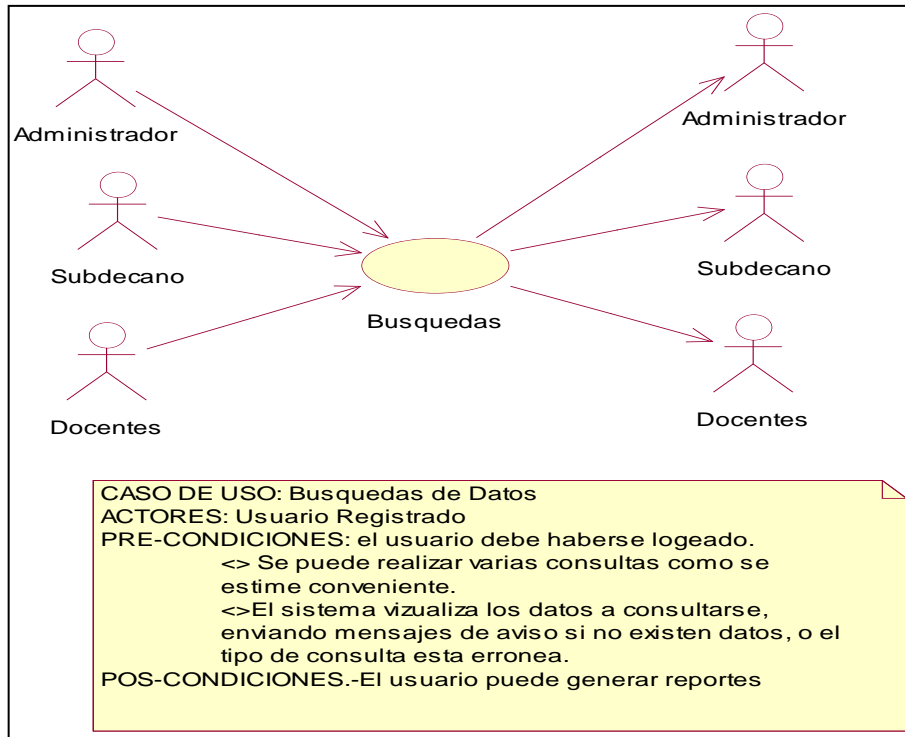 Administrador
Administrador
Subdecano
Subdecano
Busquedas
Docentes
Docentes
CASO DE USO: Busquedas de Datos
ACTORES: Usuario Registrado
PRE-CONDICIONES: el usuario debe haberse logeado.
<> Se puede realizar varias consultas como se
estime conveniente.
<>El sistema vizualiza los datos a consultarse,
enviando mensajes de aviso si no existen datos, o el
tipo de consulta esta erronea.
POS-CONDICIONES.-El usuario puede generar reportes